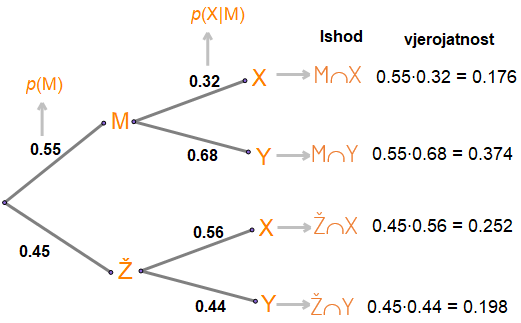 p(X|M)
Ishod vjerojatnost
p(M)
0.32 X M∩X 0.55·0.32 = 0.176
0.55 M
0.68 Y M∩Y 0.55·0.68 = 0.374
0.56 X Ž∩X 0.45·0.56 = 0.252
0.45 Ž
0.44 Y Ž∩Y 0.45·0.44 = 0.198